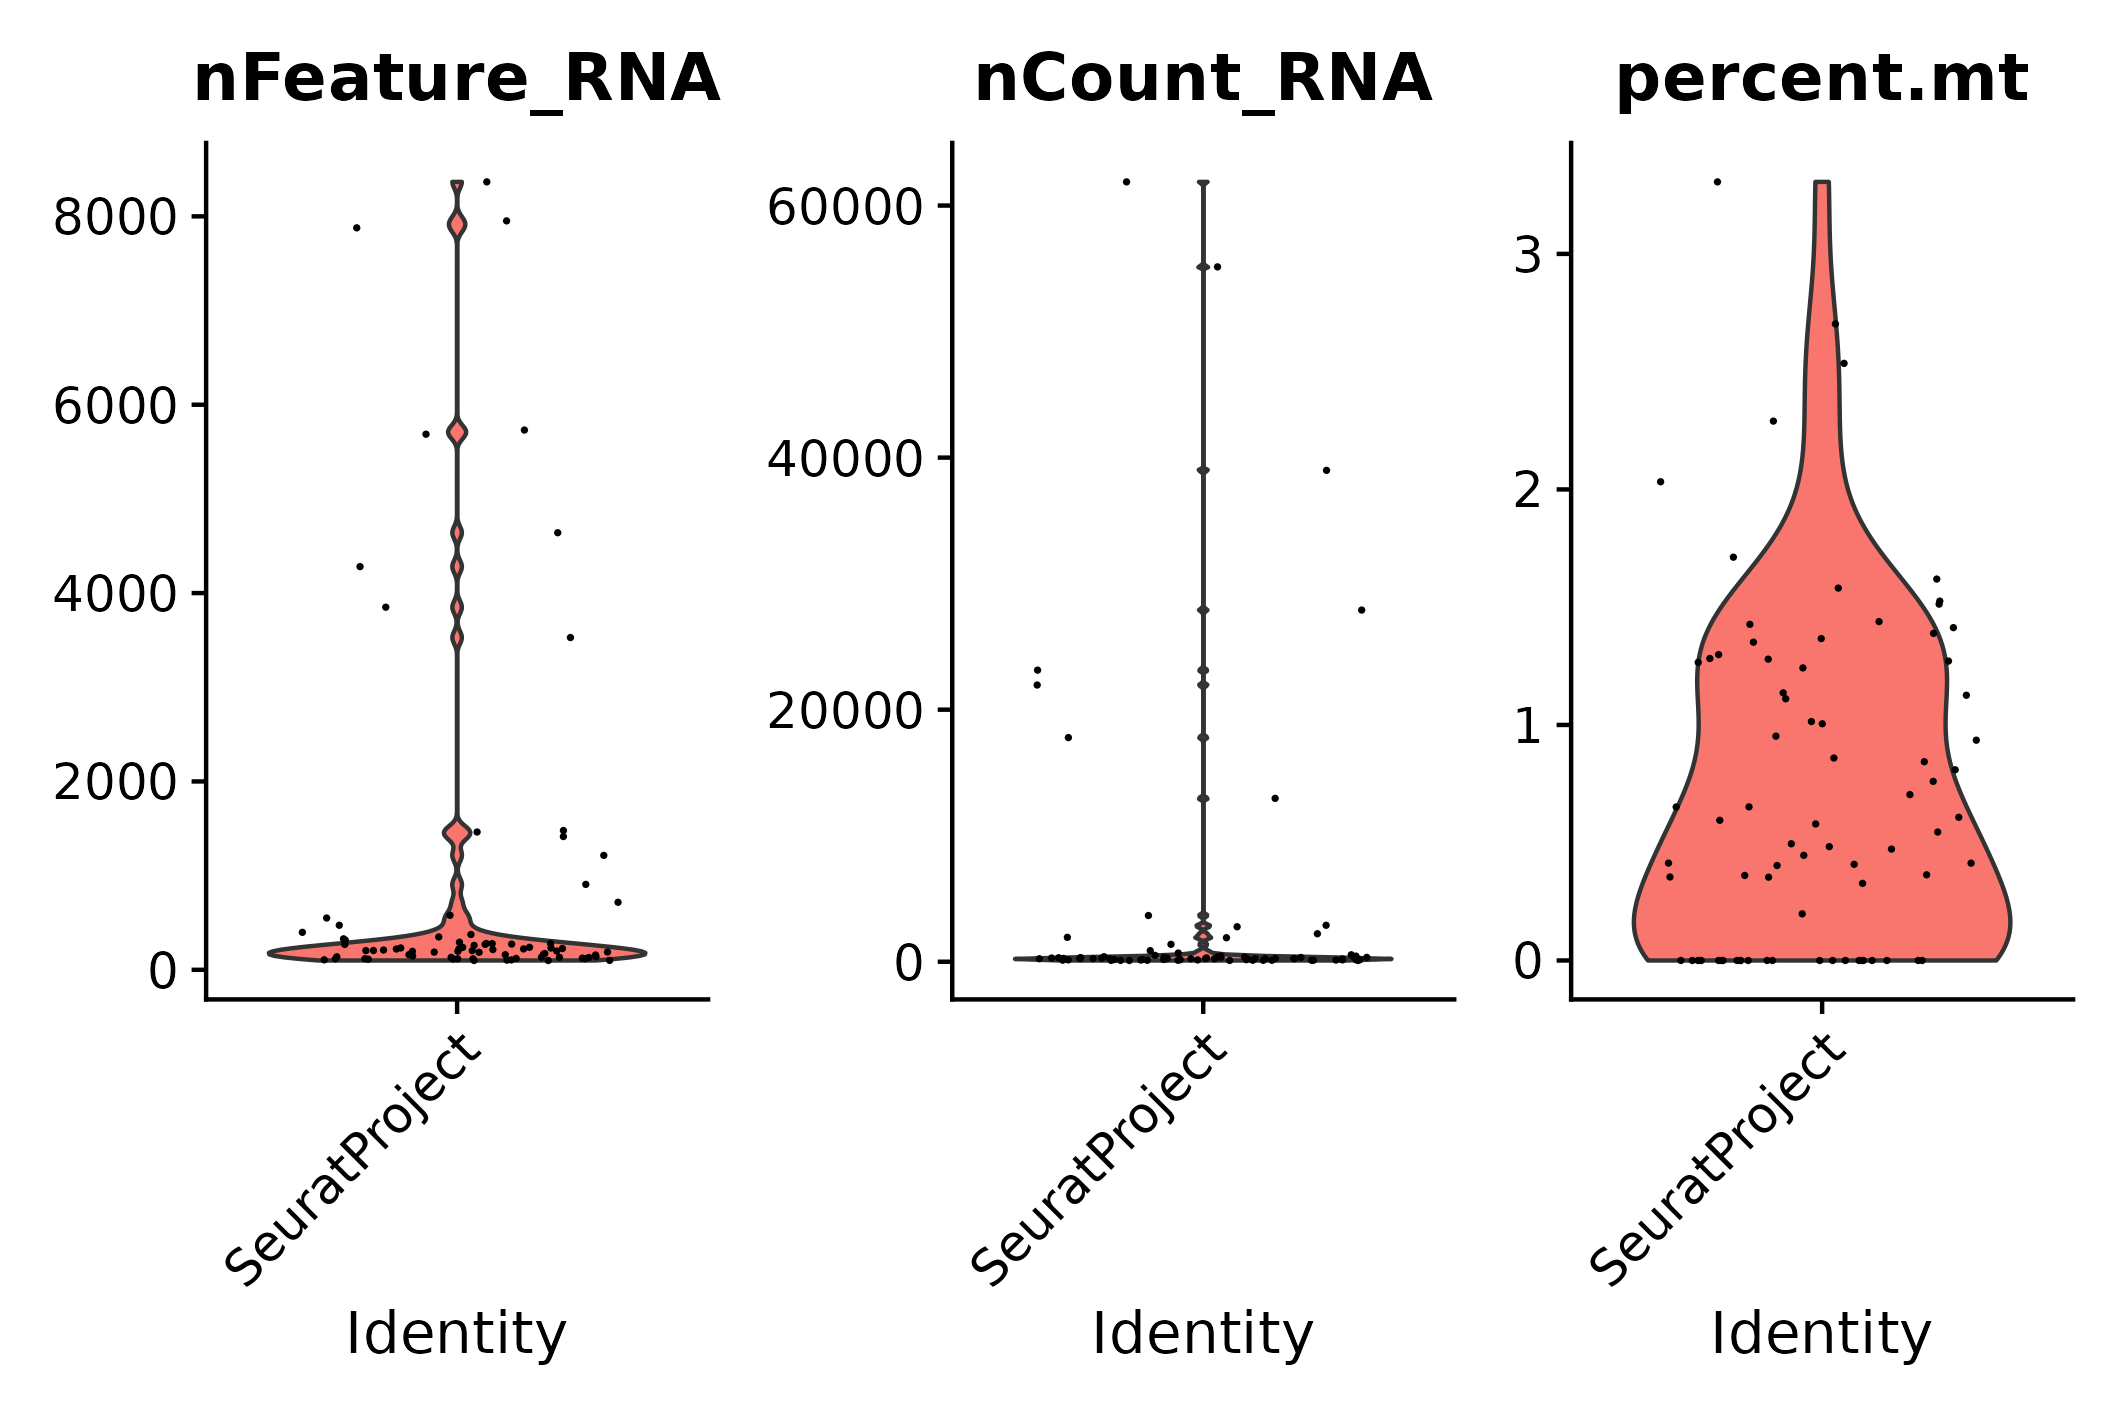 nFeature_RNA
8000
6000
4000
2000
0
SeuratProject
Identity
nCount_RNA
60000
40000
20000
0
SeuratProject
Identity
percent.mt
3
2
1
0
SeuratProject
Identity